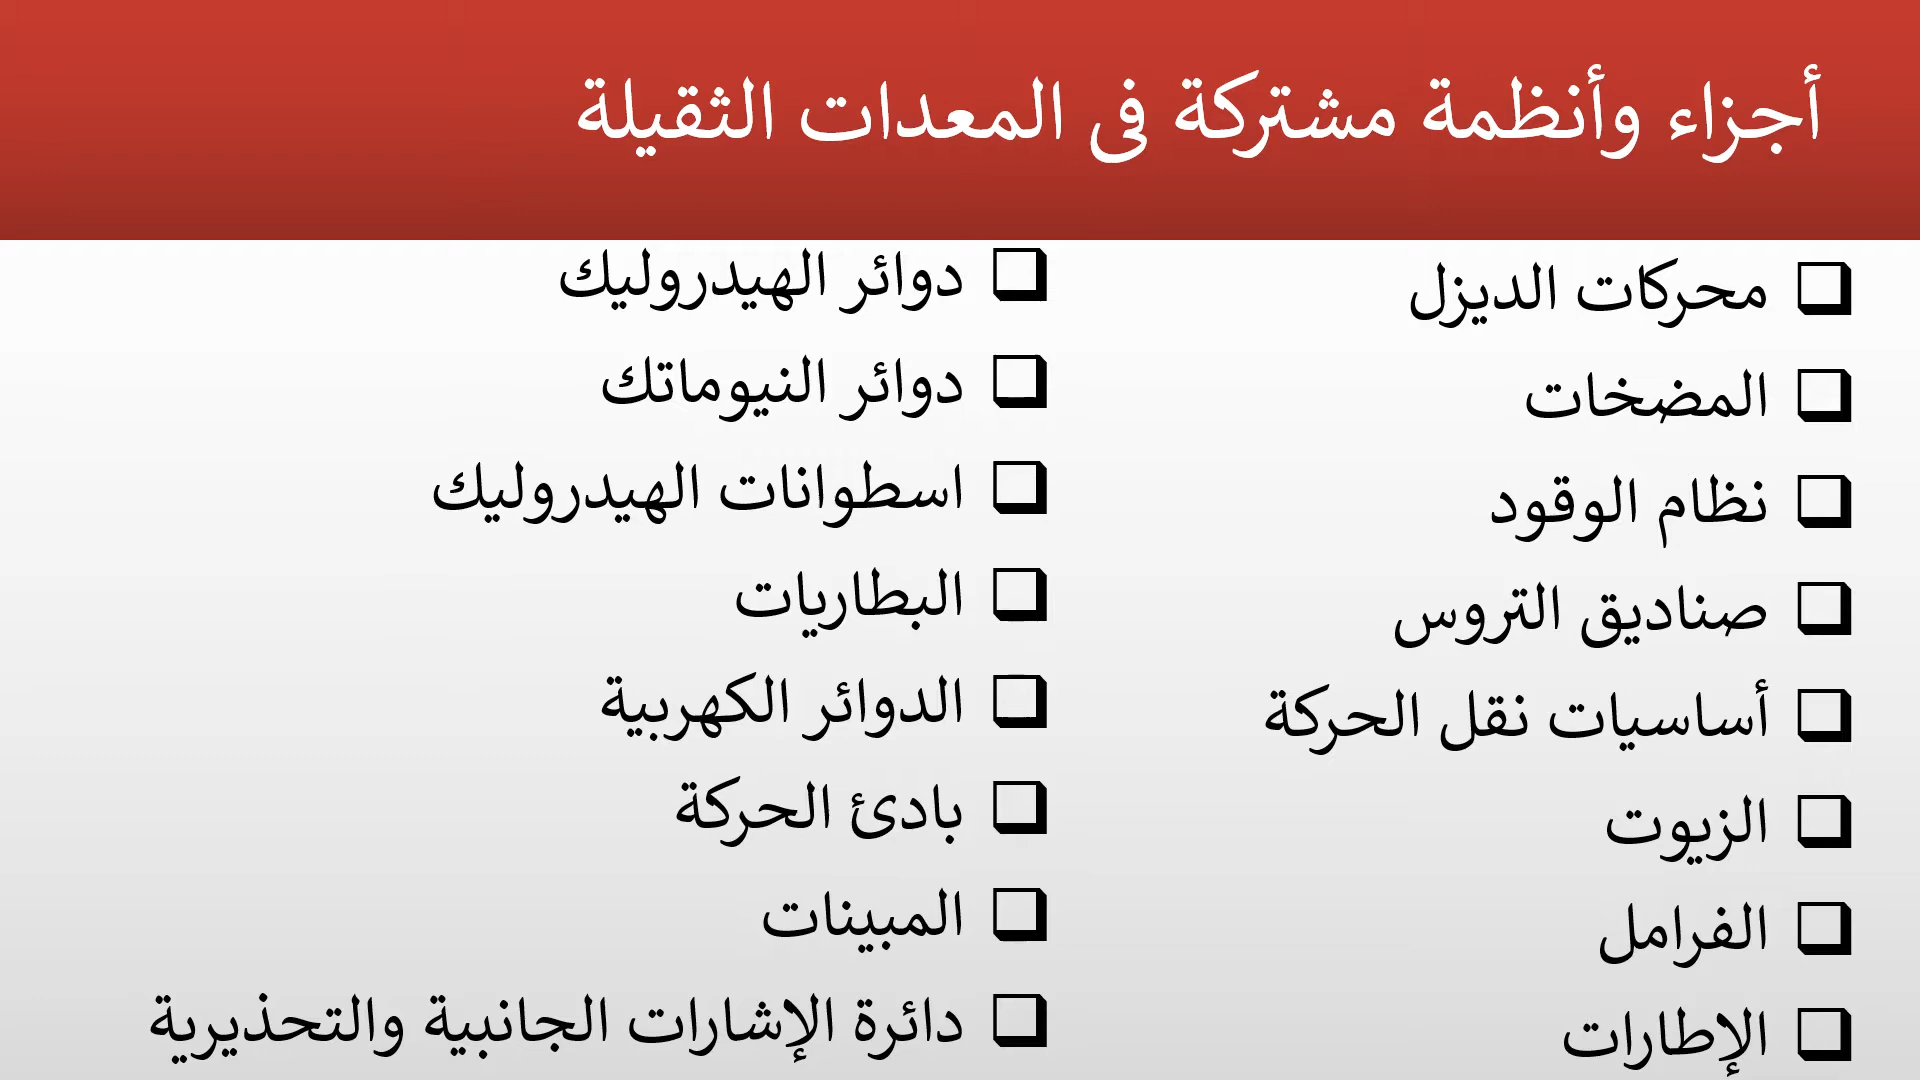 أجزاء وأنظمة مشتركة فى المعدات الثقيلة
محركات الديزل
المضخات
نظام الوقود
صناديق التروس
أساسيات نقل الحركة
الزيوت
الفرامل
الإطارات
دوائر الهيدروليك
دوائر النيوماتك
اسطوانات الهيدروليك
البطاريات
الدوائر الكهربية
بادئ الحركة
المبينات
دائرة الإشارات الجانبية والتحذيرية